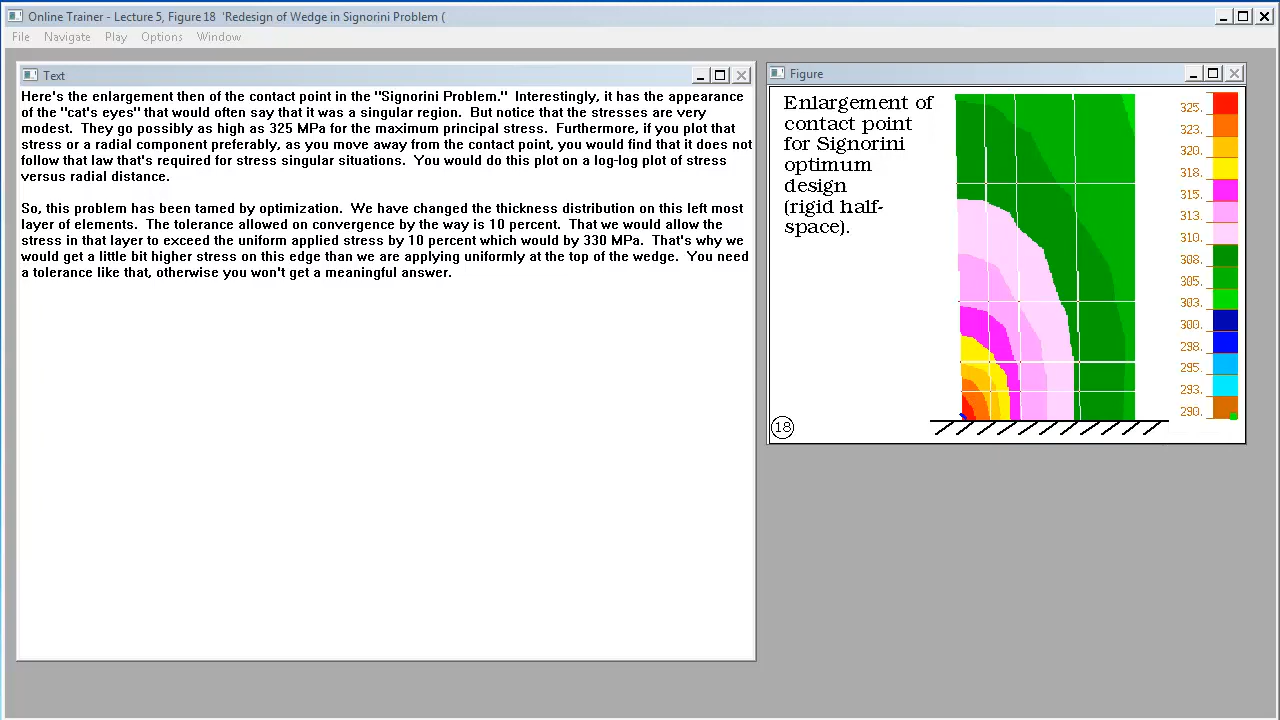 Online Trainer - Lecture 5, Figure 18  'Redesign of Wedge in Signorini Problem (
File Navigate Play Options Window
Text
Here's the enlargement then of the contact point in the "Signorini Problem."  Interestingly, it has the appearance
of the "cat's eyes" that would often say that it was a singular region.  But notice that the stresses are very
modest.  They go possibly as high as 325 MPa for the maximum principal stress.  Furthermore, if you plot that
stress or a radial component preferably, as you move away from the contact point, you would find that it does not
follow that law that's required for stress singular situations.  You would do this plot on a log-log plot of stress
versus radial distance.
So, this problem has been tamed by optimization.  We have changed the thickness distribution on this left most
layer of elements.  The tolerance allowed on convergence by the way is 10 percent.  That we would allow the
stress in that layer to exceed the uniform applied stress by 10 percent which would by 330 MPa.  That's why we
would get a little bit higher stress on this edge than we are applying uniformly at the top of the wedge.  You need
a tolerance like that, otherwise you won't get a meaningful answer.
Figure
Enlargement of
contact point
for Signorini
optimum
design
(rigid half-
space).
18
325.
323.
320.
318.
315.
313.
310.
308.
305.
303.
300.
298.
295.
293.
290.